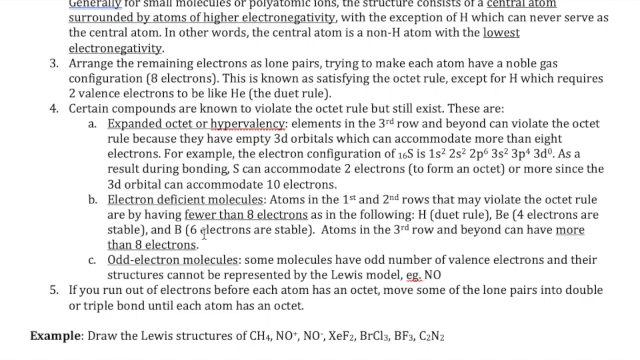 Generally for small molecules or polyatomic ions, the structure consists of a central atom
surrounded by atoms of higher electronegativity, with the exception of H which can never serve as
the central atom. In other words, the central atom is a non-H atom with the lowest
electronegativity.
3. Arrange the remaining electrons as lone pairs, trying to make each atom have a noble gas
configuration (8 electrons). This is known as satisfying the octet rule, except for H which requires
2 valence electrons to be like He (the duet rule).
4. Certain compounds are known to violate the octet rule but still exist. These are:
a. Expanded octet or hypervalency: elements in the 3rd row and beyond can violate the octet
rule because they have empty 3d orbitals which can accommodate more than eight
electrons. For example, the electron configuration of ₁₆S is 1s² 2s² 2p⁶ 3s² 3p⁴ 3d⁰. As a
result during bonding, S can accommodate 2 electrons (to form an octet) or more since the
3d orbital can accommodate 10 electrons.
b. Electron deficient molecules: Atoms in the 1st and 2nd rows that may violate the octet rule
are by having fewer than 8 electrons as in the following: H (duet rule), Be (4 electrons are
stable), and B (6 electrons are stable). Atoms in the 3rd row and beyond can have more
than 8 electrons.
c. Odd-electron molecules: some molecules have odd number of valence electrons and their
structures cannot be represented by the Lewis model, eg. NO
5. If you run out of electrons before each atom has an octet, move some of the lone pairs into double
or triple bond until each atom has an octet.
Example: Draw the Lewis structures of CH₄, NO⁺, NO⁻, XeF₂, BrCl₃, BF₃, C₂N₂